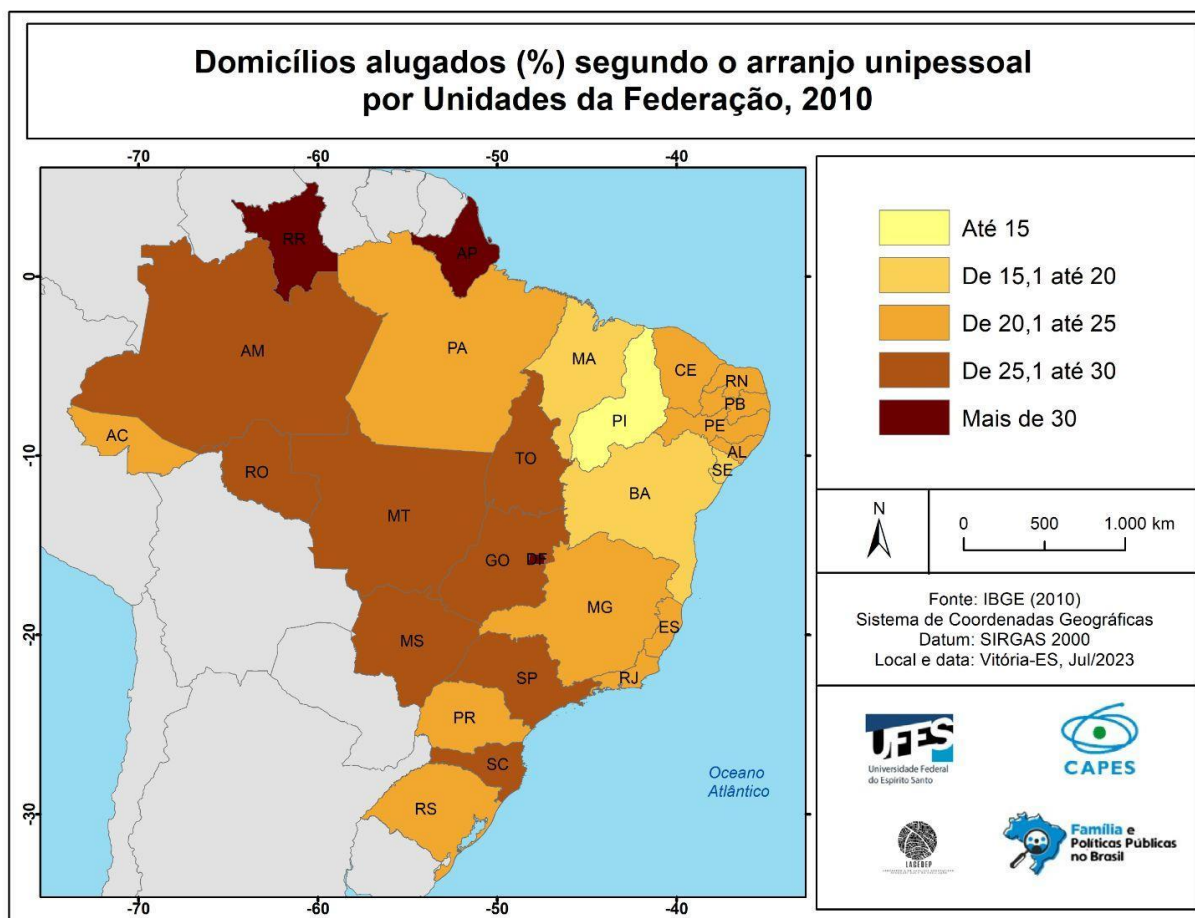 Domicílios alugados (%) segundo o arranjo unipessoal
por Unidades da Federação, 2010
-70
-60
-50
-40
0
-10
-20
-30
0
-10
-20
-30
-70
-60
-50
-40
RR
AP
AM
PA
MA
CE
RN
PB
PE
AL
SE
PI
AC
RO
TO
BA
MT
GO
DF
MG
ES
MS
SP
RJ
PR
SC
RS
Oceano
Atlântico
Até 15
De 15,1 até 20
De 20,1 até 25
De 25,1 até 30
Mais de 30
N
0 500 1.000 km
Fonte: IBGE (2010)
Sistema de Coordenadas Geográficas
Datum: SIRGAS 2000
Local e data: Vitória-ES, Jul/2023
UFES
Universidade Federal
do Espírito Santo
CAPES
LAGEDEP
Família e
Políticas Públicas
no Brasil